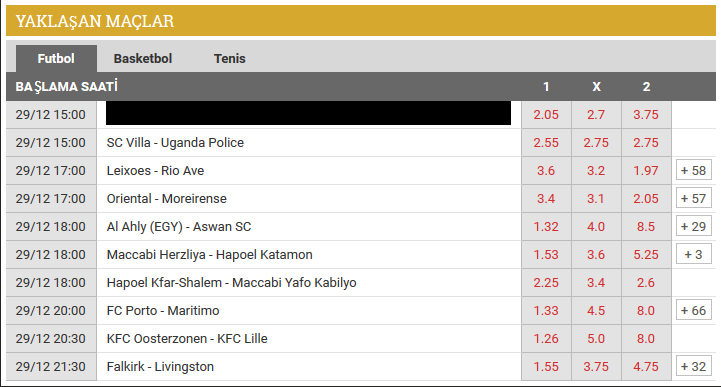 YAKLAŞAN MAÇLAR
Futbol Basketbol Tenis
BAŞLAMA SAATİ 1 X 2
29/12 15:00 2.05 2.7 3.75
29/12 15:00 SC Villa - Uganda Police 2.55 2.75 2.75
29/12 17:00 Leixoes - Rio Ave 3.6 3.2 1.97 + 58
29/12 17:00 Oriental - Moreirense 3.4 3.1 2.05 + 57
29/12 18:00 Al Ahly (EGY) - Aswan SC 1.32 4.0 8.5 + 29
29/12 18:00 Maccabi Herzliya - Hapoel Katamon 1.53 3.6 5.25 + 3
29/12 18:00 Hapoel Kfar-Shalem - Maccabi Yafo Kabilyo 2.25 3.4 2.6
29/12 20:00 FC Porto - Maritimo 1.33 4.5 8.0 + 66
29/12 20:30 KFC Oosterzonen - KFC Lille 1.26 5.0 8.0
29/12 21:30 Falkirk - Livingston 1.55 3.75 4.75 + 32